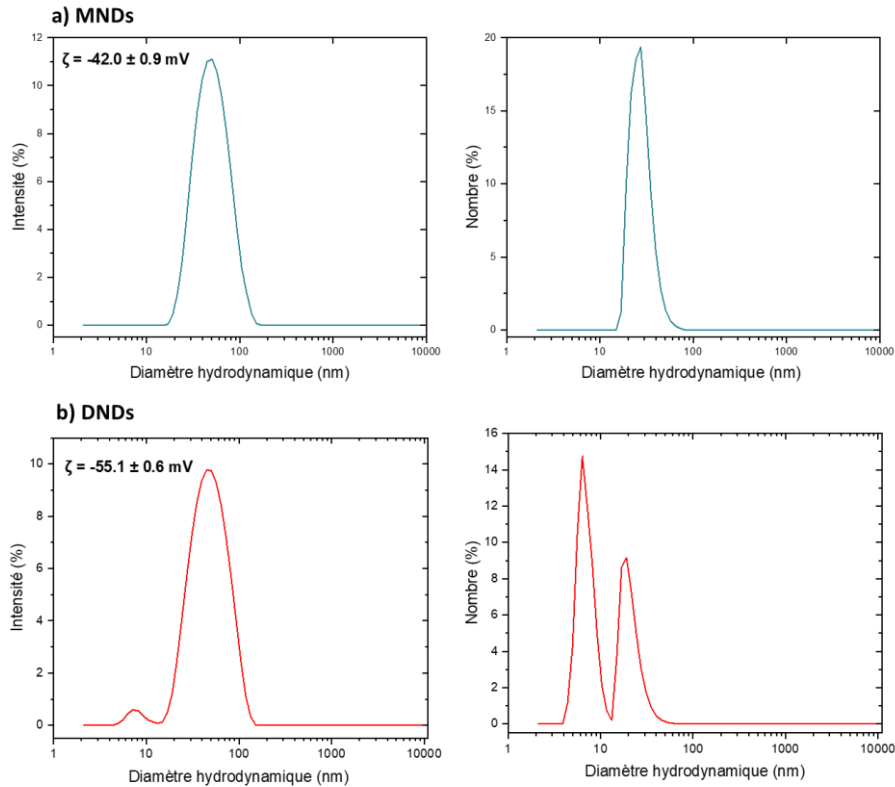 a) MNDs
ζ = -42.0 ± 0.9 mV
Intensité (%)
12
10
8
6
4
2
0
1 10 100 1000 10000
Diamètre hydrodynamique (nm)
Nombre (%)
20
15
10
5
0
1 10 100 1000 10000
Diamètre hydrodynamique (nm)
b) DNDs
ζ = -55.1 ± 0.6 mV
Intensité (%)
10
8
6
4
2
0
1 10 100 1000 10000
Diamètre hydrodynamique (nm)
Nombre (%)
16
14
12
10
8
6
4
2
0
1 10 100 1000 10000
Diamètre hydrodynamique (nm)